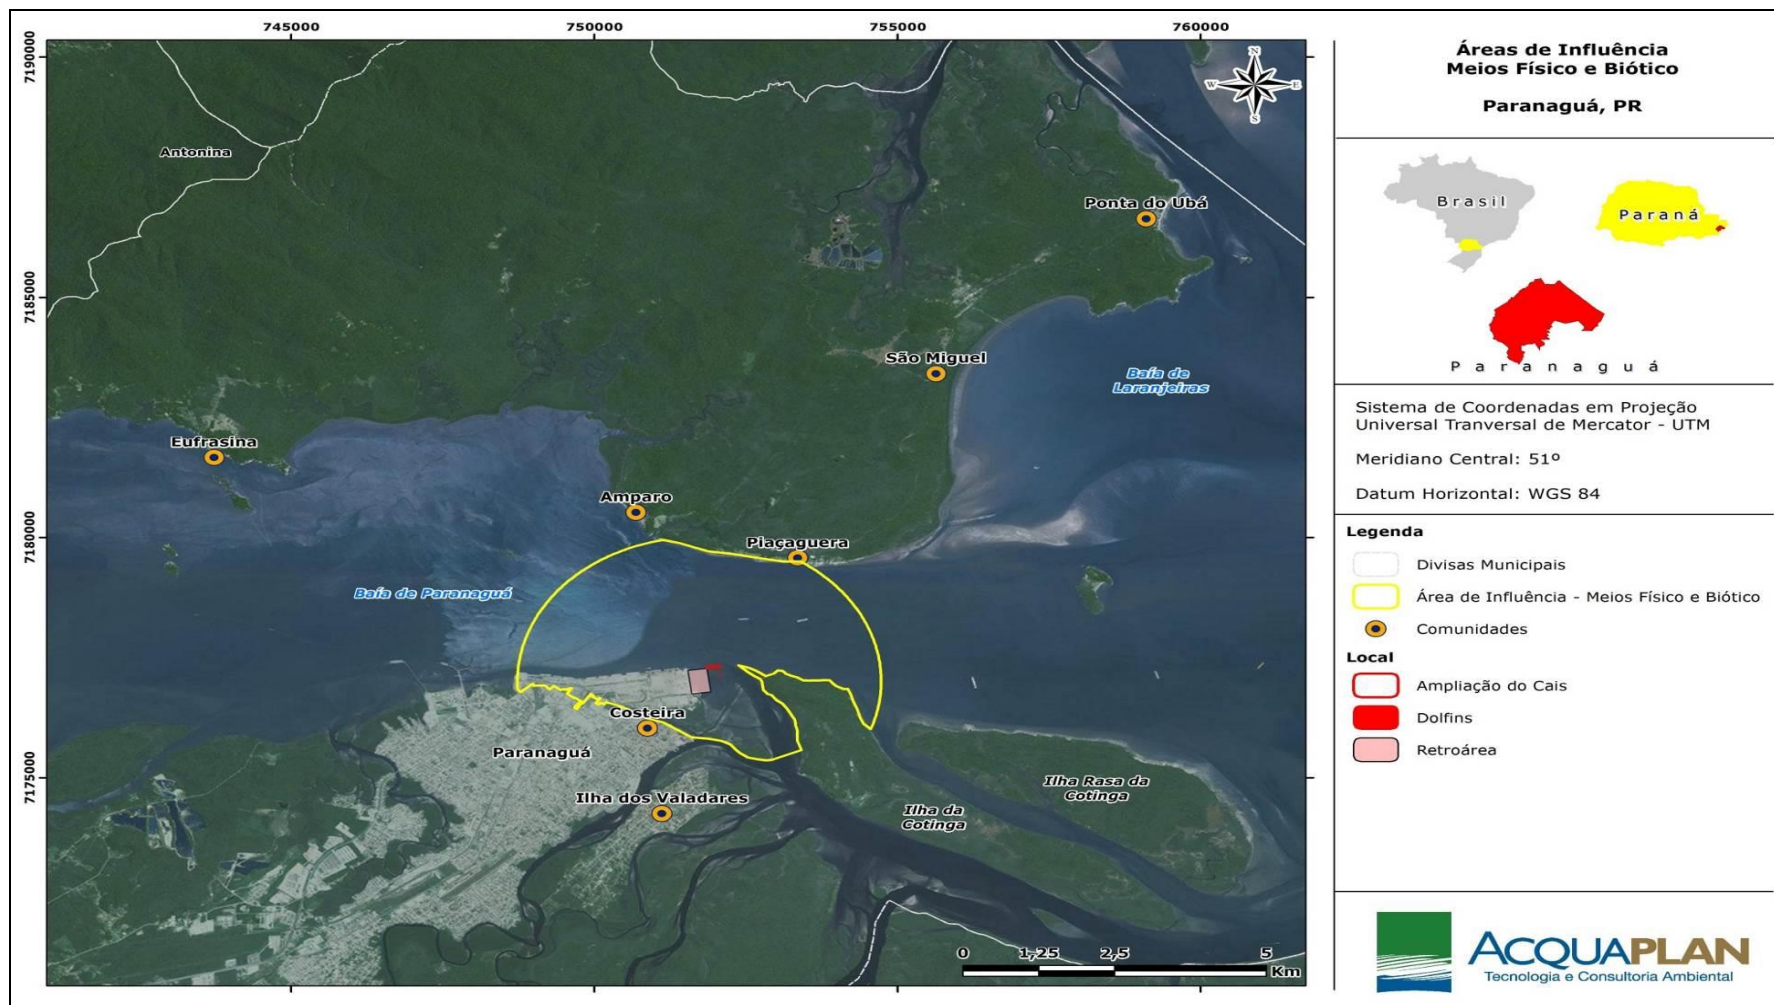 745000
750000
755000
760000
7190000
7185000
7180000
7175000
N
W
E
S
Antonina
Ponta do Ubá
São Miguel
Baía de
Laranjeiras
Eufrasina
Amparo
Piaçaguera
Baía de Paranaguá
Costeira
Paranaguá
Ilha dos Valadares
Ilha da
Cotinga
Ilha Rasa da
Cotinga
0
1,25
2,5
5
Km
Áreas de Influência
Meios Físico e Biótico
Paranaguá, PR
Brasil
Paraná
Paranaguá
Sistema de Coordenadas em Projeção
Universal Tranversal de Mercator - UTM
Meridiano Central: 51º
Datum Horizontal: WGS 84
Legenda
Divisas Municipais
Área de Influência - Meios Físico e Biótico
Comunidades
Local
Ampliação do Cais
Dolfins
Retroárea
ACQUAPLAN
Tecnologia e Consultoria Ambiental